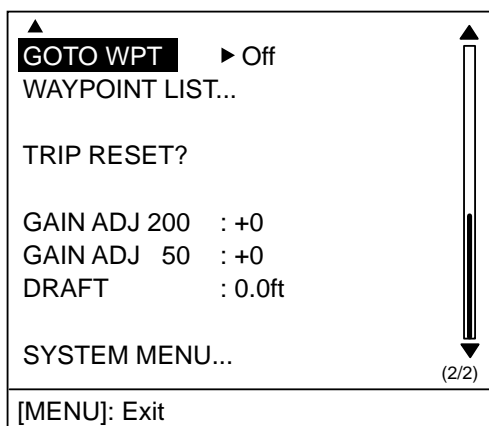 ▲
GOTO WPT ▶ Off
WAYPOINT LIST...
TRIP RESET?
GAIN ADJ 200 : +0
GAIN ADJ 50 : +0
DRAFT : 0.0ft
SYSTEM MENU...
(2/2)
[MENU]: Exit